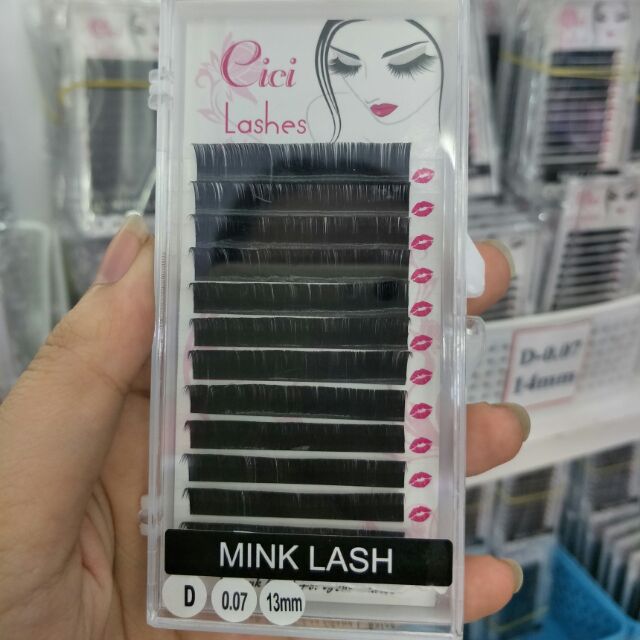 Cici
Lashes
D-0.07
14mm
MINK LASH
D
0.07
13mm